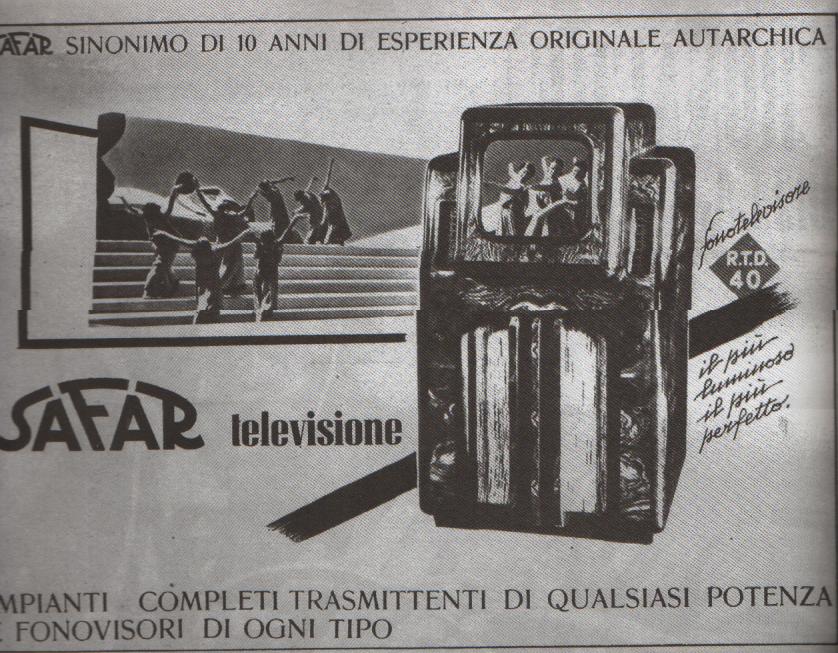 SAFAR SINONIMO DI 10 ANNI DI ESPERIENZA ORIGINALE AUTARCHICA
fonotelevisore
R.T.D.
40
il più
luminoso
il più
perfetto.
SAFAR televisione
IMPIANTI COMPLETI TRASMITTENTI DI QUALSIASI POTENZA
E FONOVISORI DI OGNI TIPO